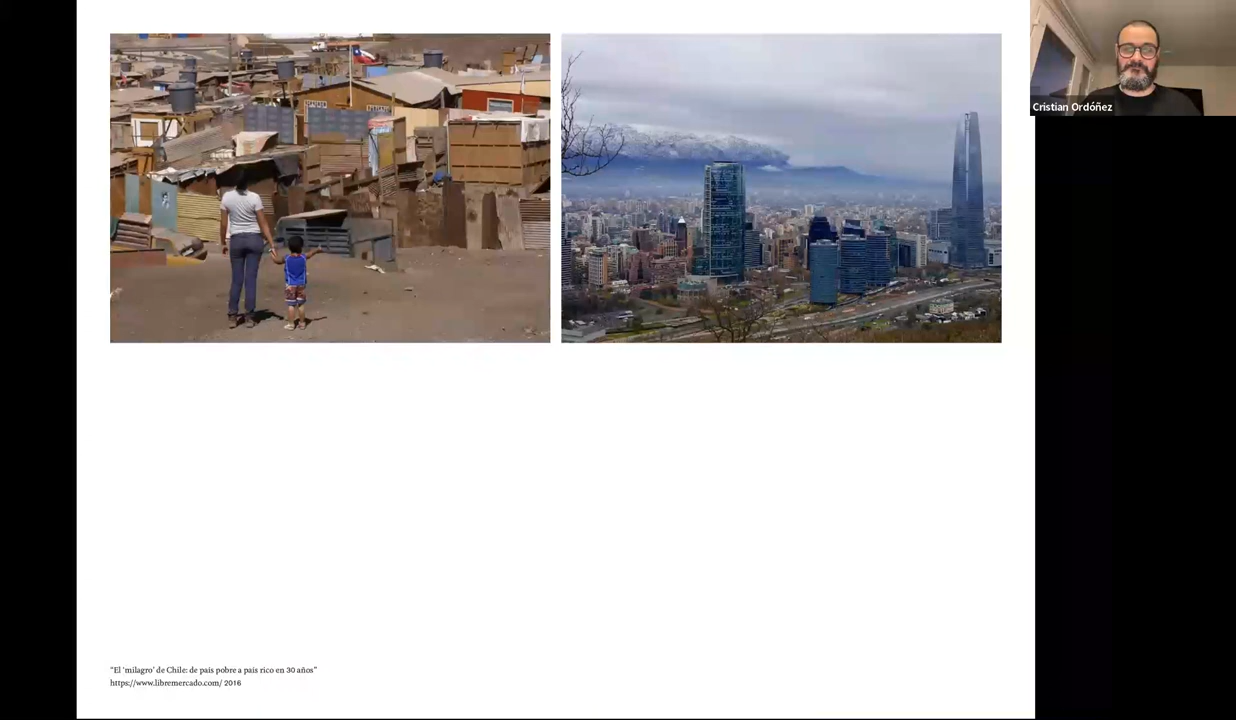 Cristian Ordóñez
“El ‘milagro’ de Chile: de país pobre a país rico en 30 años”
https://www.libremercado.com/ 2016